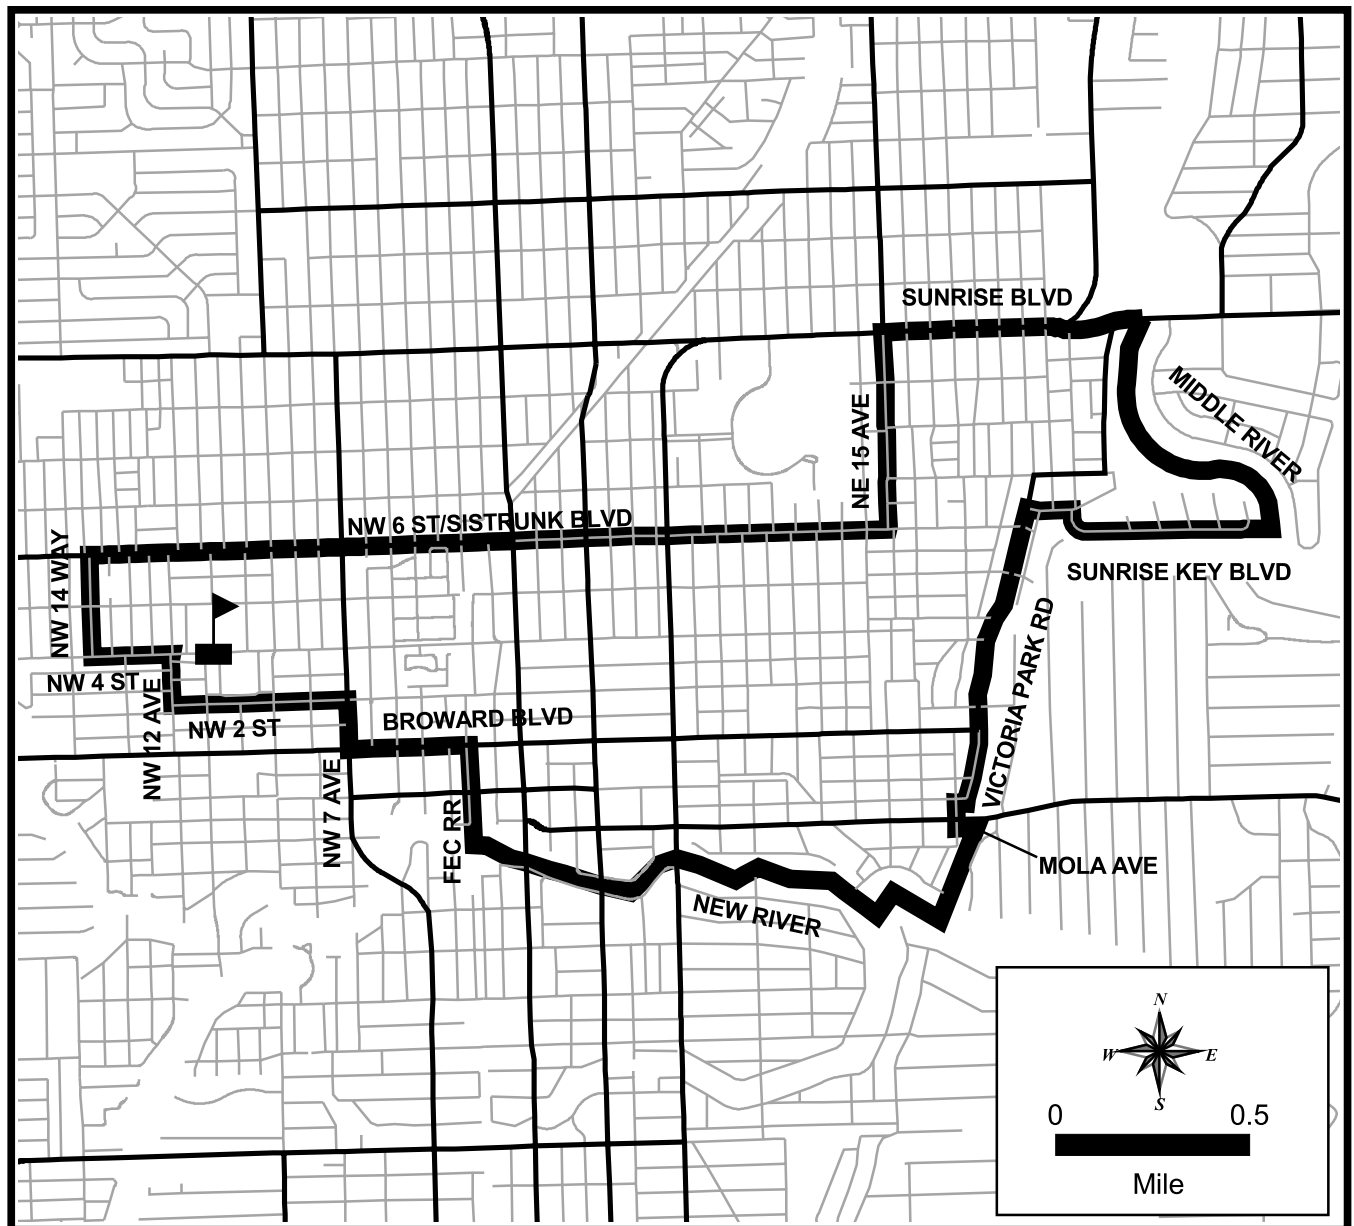 SUNRISE BLVD
MIDDLE RIVER
NE 15 AVE
NW 6 ST/SISTRUNK BLVD
NW 14 WAY
SUNRISE KEY BLVD
VICTORIA PARK RD
NW 4 ST
NW 12 AVE
NW 2 ST
BROWARD BLVD
NW 7 AVE
FEC RR
MOLA AVE
NEW RIVER
N
W E
S
0 0.5
Mile